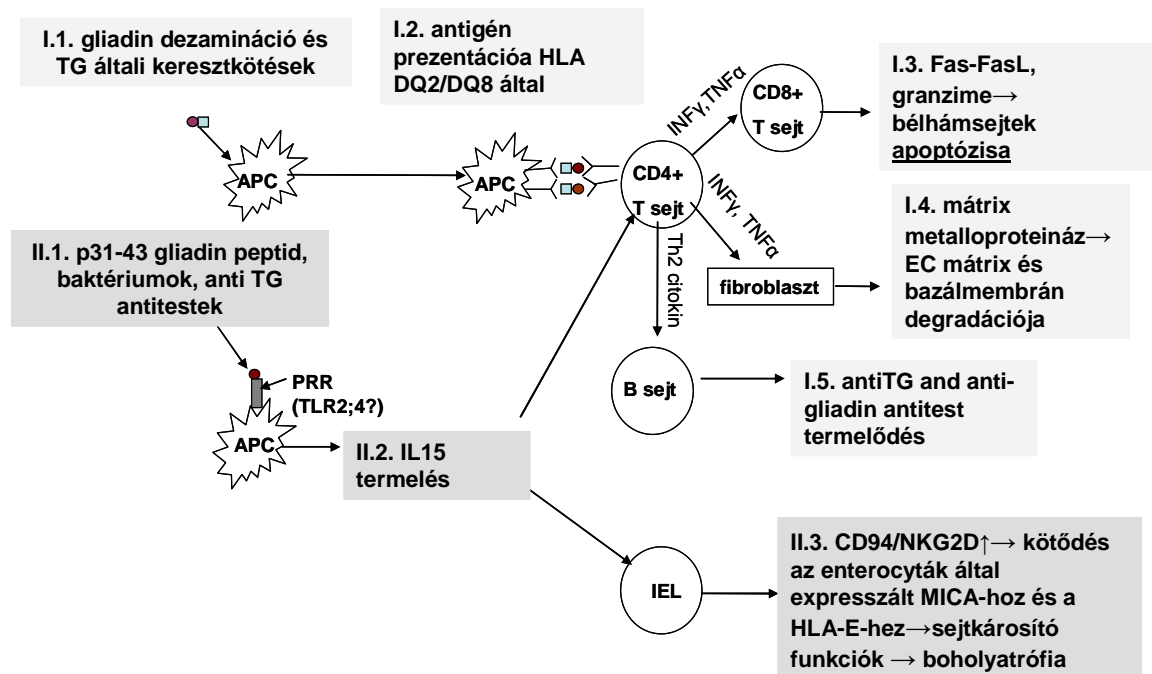 I.1. gliadin dezamináció és
TG általi keresztkötések
I.2. antigén
prezentációa HLA
DQ2/DQ8 által
I.3. Fas-FasL,
granzime→
bélhámsejtek
apoptózisa
INFγ,TNFα
CD8+
T sejt
APC
APC
CD4+
T sejt
INFγ, TNFα
Th2 citokin
I.4. mátrix
metalloproteináz→
EC mátrix és
bazálmembrán
degradációja
fibroblaszt
II.1. p31-43 gliadin peptid,
baktériumok, anti TG
antitestek
PRR
(TLR2;4?)
APC
B sejt
I.5. antiTG and anti-
gliadin antitest
termelődés
II.2. IL15
termelés
IEL
II.3. CD94/NKG2D↑→ kötődés
az enterocyták által
expresszált MICA-hoz és a
HLA-E-hez→sejtkárosító
funkciók → boholyatrófia